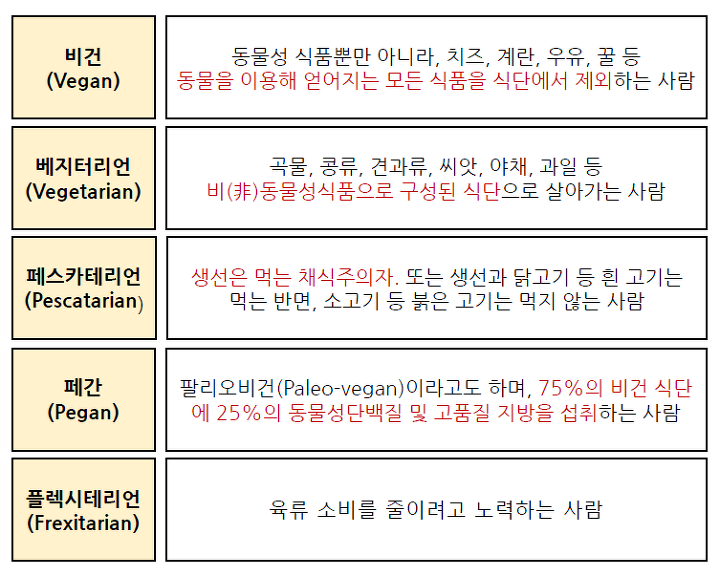 비건
(Vegan)
동물성 식품뿐만 아니라, 치즈, 계란, 우유, 꿀 등
동물을 이용해 얻어지는 모든 식품을 식단에서 제외하는 사람
베지터리언
(Vegetarian)
곡물, 콩류, 견과류, 씨앗, 야채, 과일 등
비(非)동물성식품으로 구성된 식단으로 살아가는 사람
페스카테리언
(Pescatarian)
생선은 먹는 채식주의자. 또는 생선과 닭고기 등 흰 고기는
먹는 반면, 소고기 등 붉은 고기는 먹지 않는 사람
페간
(Pegan)
팔리오비건(Paleo-vegan)이라고도 하며, 75%의 비건 식단
에 25%의 동물성단백질 및 고품질 지방을 섭취하는 사람
플렉시테리언
(Frexitarian)
육류 소비를 줄이려고 노력하는 사람